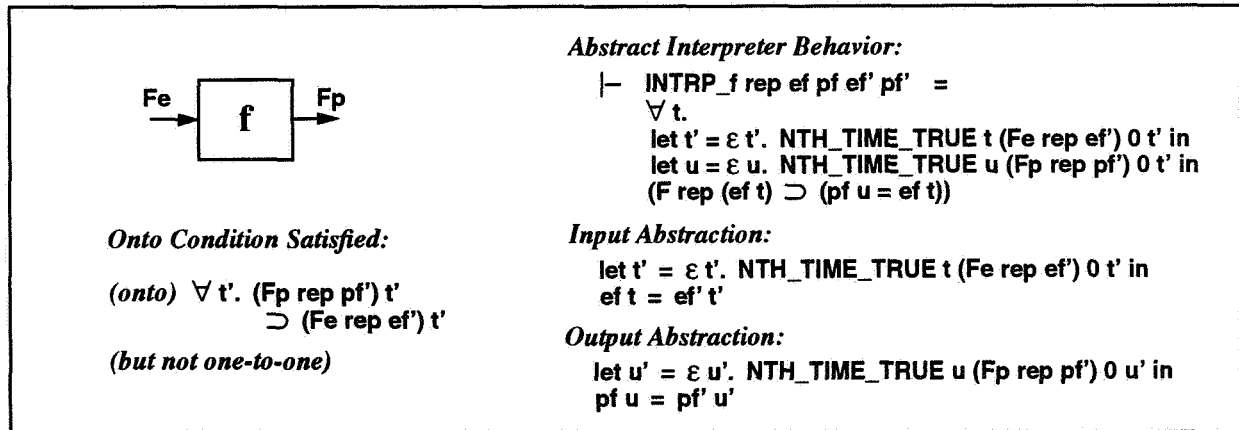 Fe
f
Fp
Onto Condition Satisfied:
(onto) ∀ t'. (Fp rep pf') t'
⊃ (Fe rep ef') t'
(but not one-to-one)
Abstract Interpreter Behavior:
|– INTRP_f rep ef pf ef' pf' =
∀ t.
let t' = ε t'. NTH_TIME_TRUE t (Fe rep ef') 0 t' in
let u = ε u. NTH_TIME_TRUE u (Fp rep pf') 0 t' in
(F rep (ef t) ⊃ (pf u = ef t))
Input Abstraction:
let t' = ε t'. NTH_TIME_TRUE t (Fe rep ef') 0 t' in
ef t = ef' t'
Output Abstraction:
let u' = ε u'. NTH_TIME_TRUE u (Fp rep pf') 0 u' in
pf u = pf' u'